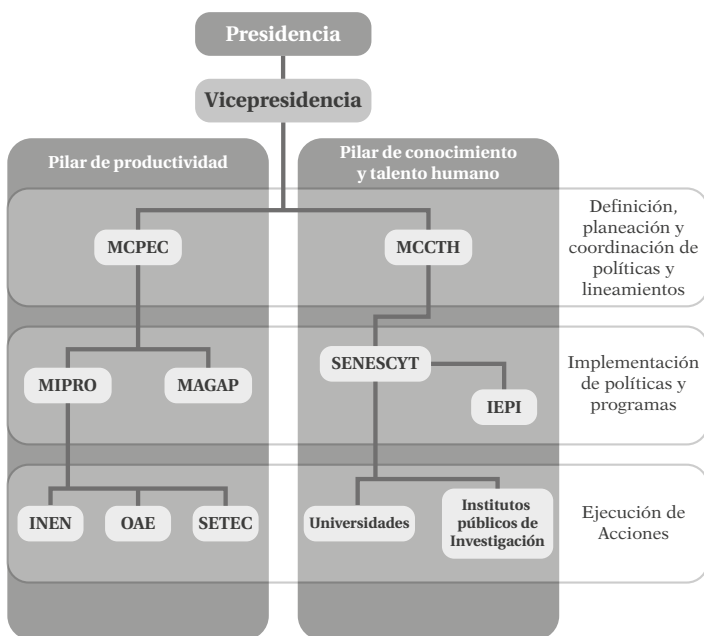 Presidencia
Vicepresidencia
Pilar de productividad
Pilar de conocimiento
y talento humano
MCPEC
MCCTH
Definición,
planeación y
coordinación de
políticas y
lineamientos
MIPRO
MAGAP
SENESCYT
IEPI
Implementación
de políticas y
programas
INEN
OAE
SETEC
Universidades
Institutos
públicos de
Investigación
Ejecución de
Acciones